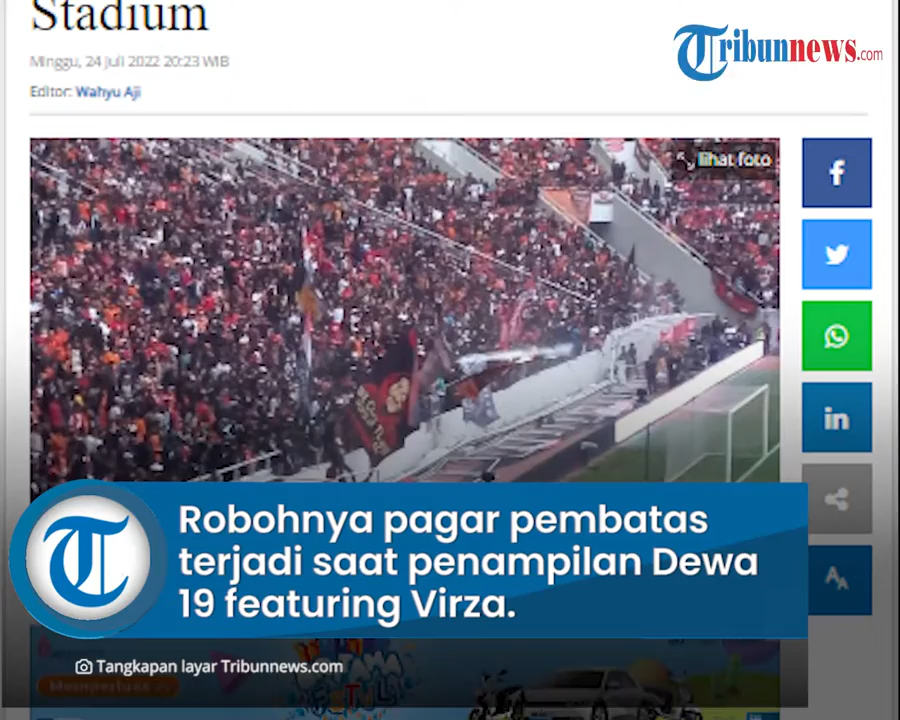 Stadium
Minggu, 24 Juli 2022 20:23 WIB
Editor: Wahyu Aji
Tribunnews.com
lihat foto
Robohnya pagar pembatas
terjadi saat penampilan Dewa
19 featuring Virza.
Tangkapan layar Tribunnews.com